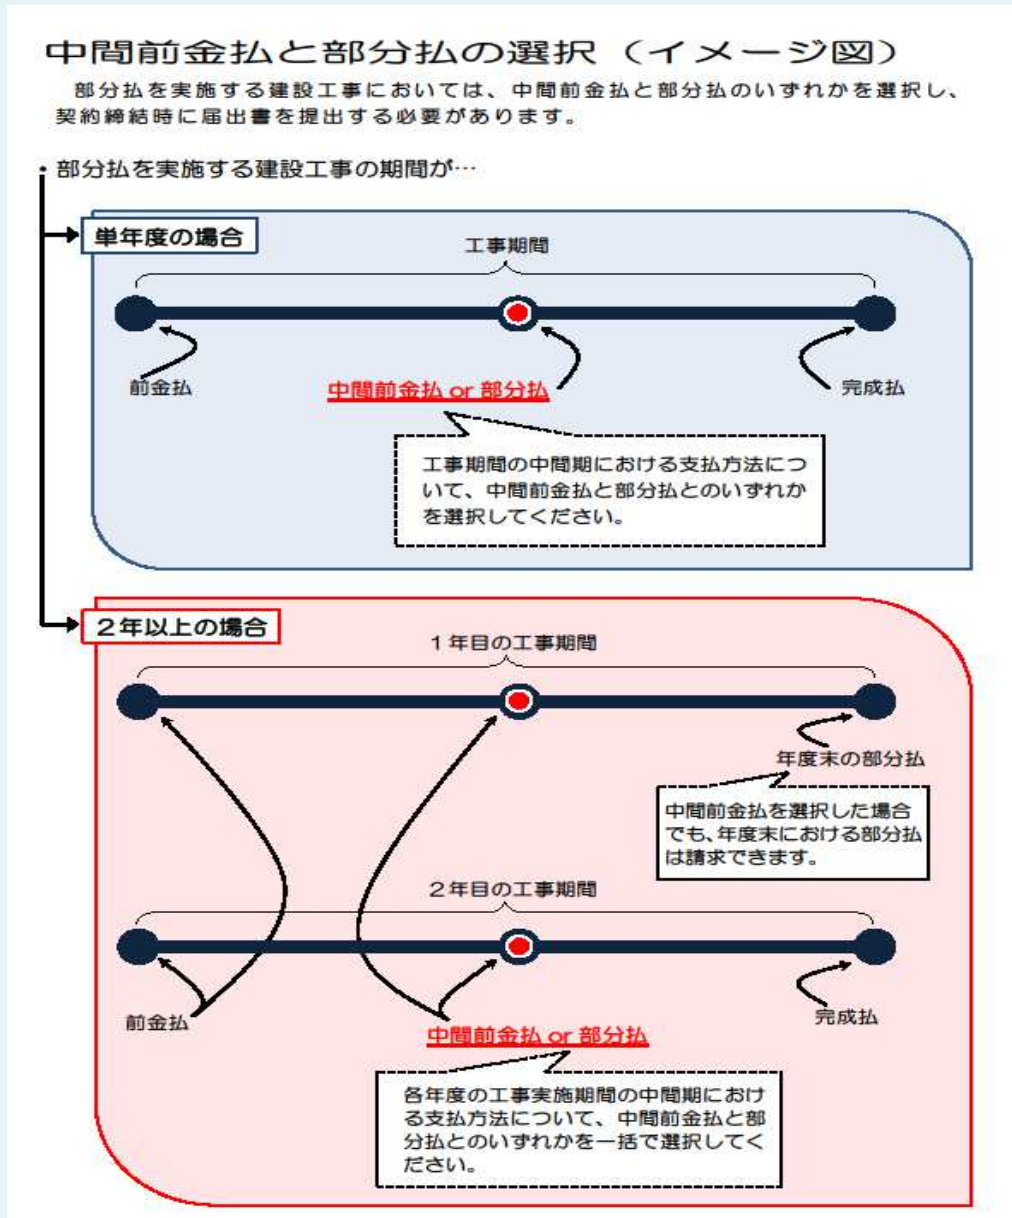 中間前金払と部分払の選択（イメージ図）
部分払を実施する建設工事においては、中間前金払と部分払のいずれかを選択し、
契約締結時に届出書を提出する必要があります。
・部分払を実施する建設工事の期間が…
単年度の場合
工事期間
前金払
中間前金払 or 部分払
完成払
工事期間の中間期における支払方法につ
いて、中間前金払と部分払とのいずれか
を選択してください。
２年以上の場合
１年目の工事期間
年度末の部分払
中間前金払を選択した場合
でも、年度末における部分払
は請求できます。
２年目の工事期間
前金払
中間前金払 or 部分払
完成払
各年度の工事実施期間の中間期におけ
る支払方法について、中間前金払と部
分払とのいずれかを一括で選択してく
ださい。